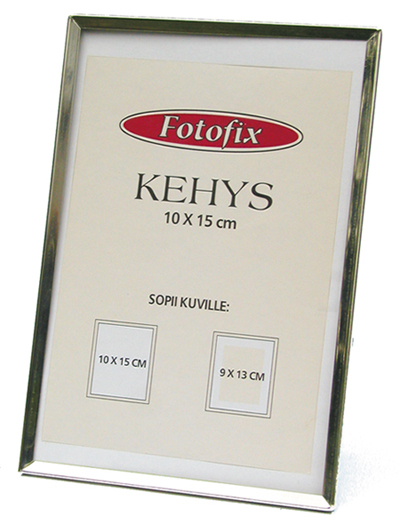 Fotofix
KEHYS
10 X 15 cm
SOPII KUVILLE:
10 X 15 CM
9 X 13 CM